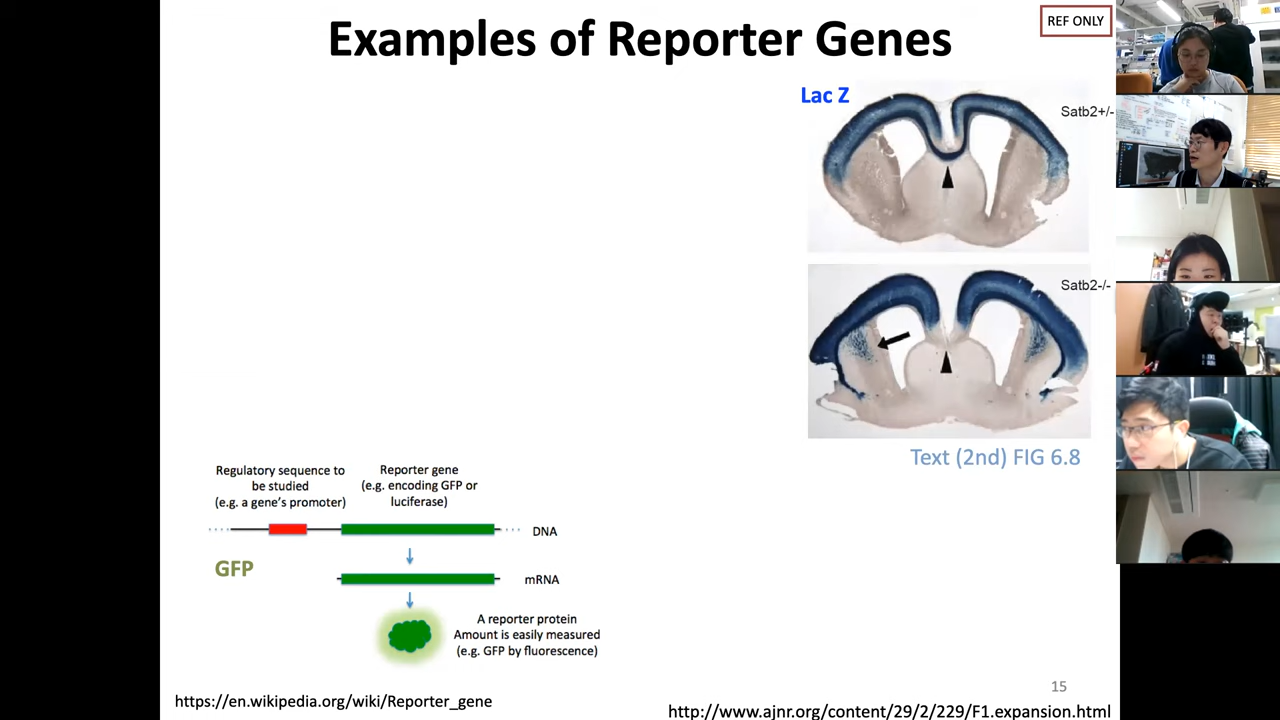 Examples of Reporter Genes
REF ONLY
Lac Z
Satb2+/-
Satb2-/-
Text (2nd) FIG 6.8
Regulatory sequence to
be studied
(e.g. a gene's promoter)
Reporter gene
(e.g. encoding GFP or
luciferase)
DNA
GFP
mRNA
A reporter protein
Amount is easily measured
(e.g. GFP by fluorescence)
15
https://en.wikipedia.org/wiki/Reporter_gene
http://www.ajnr.org/content/29/2/229/F1.expansion.html